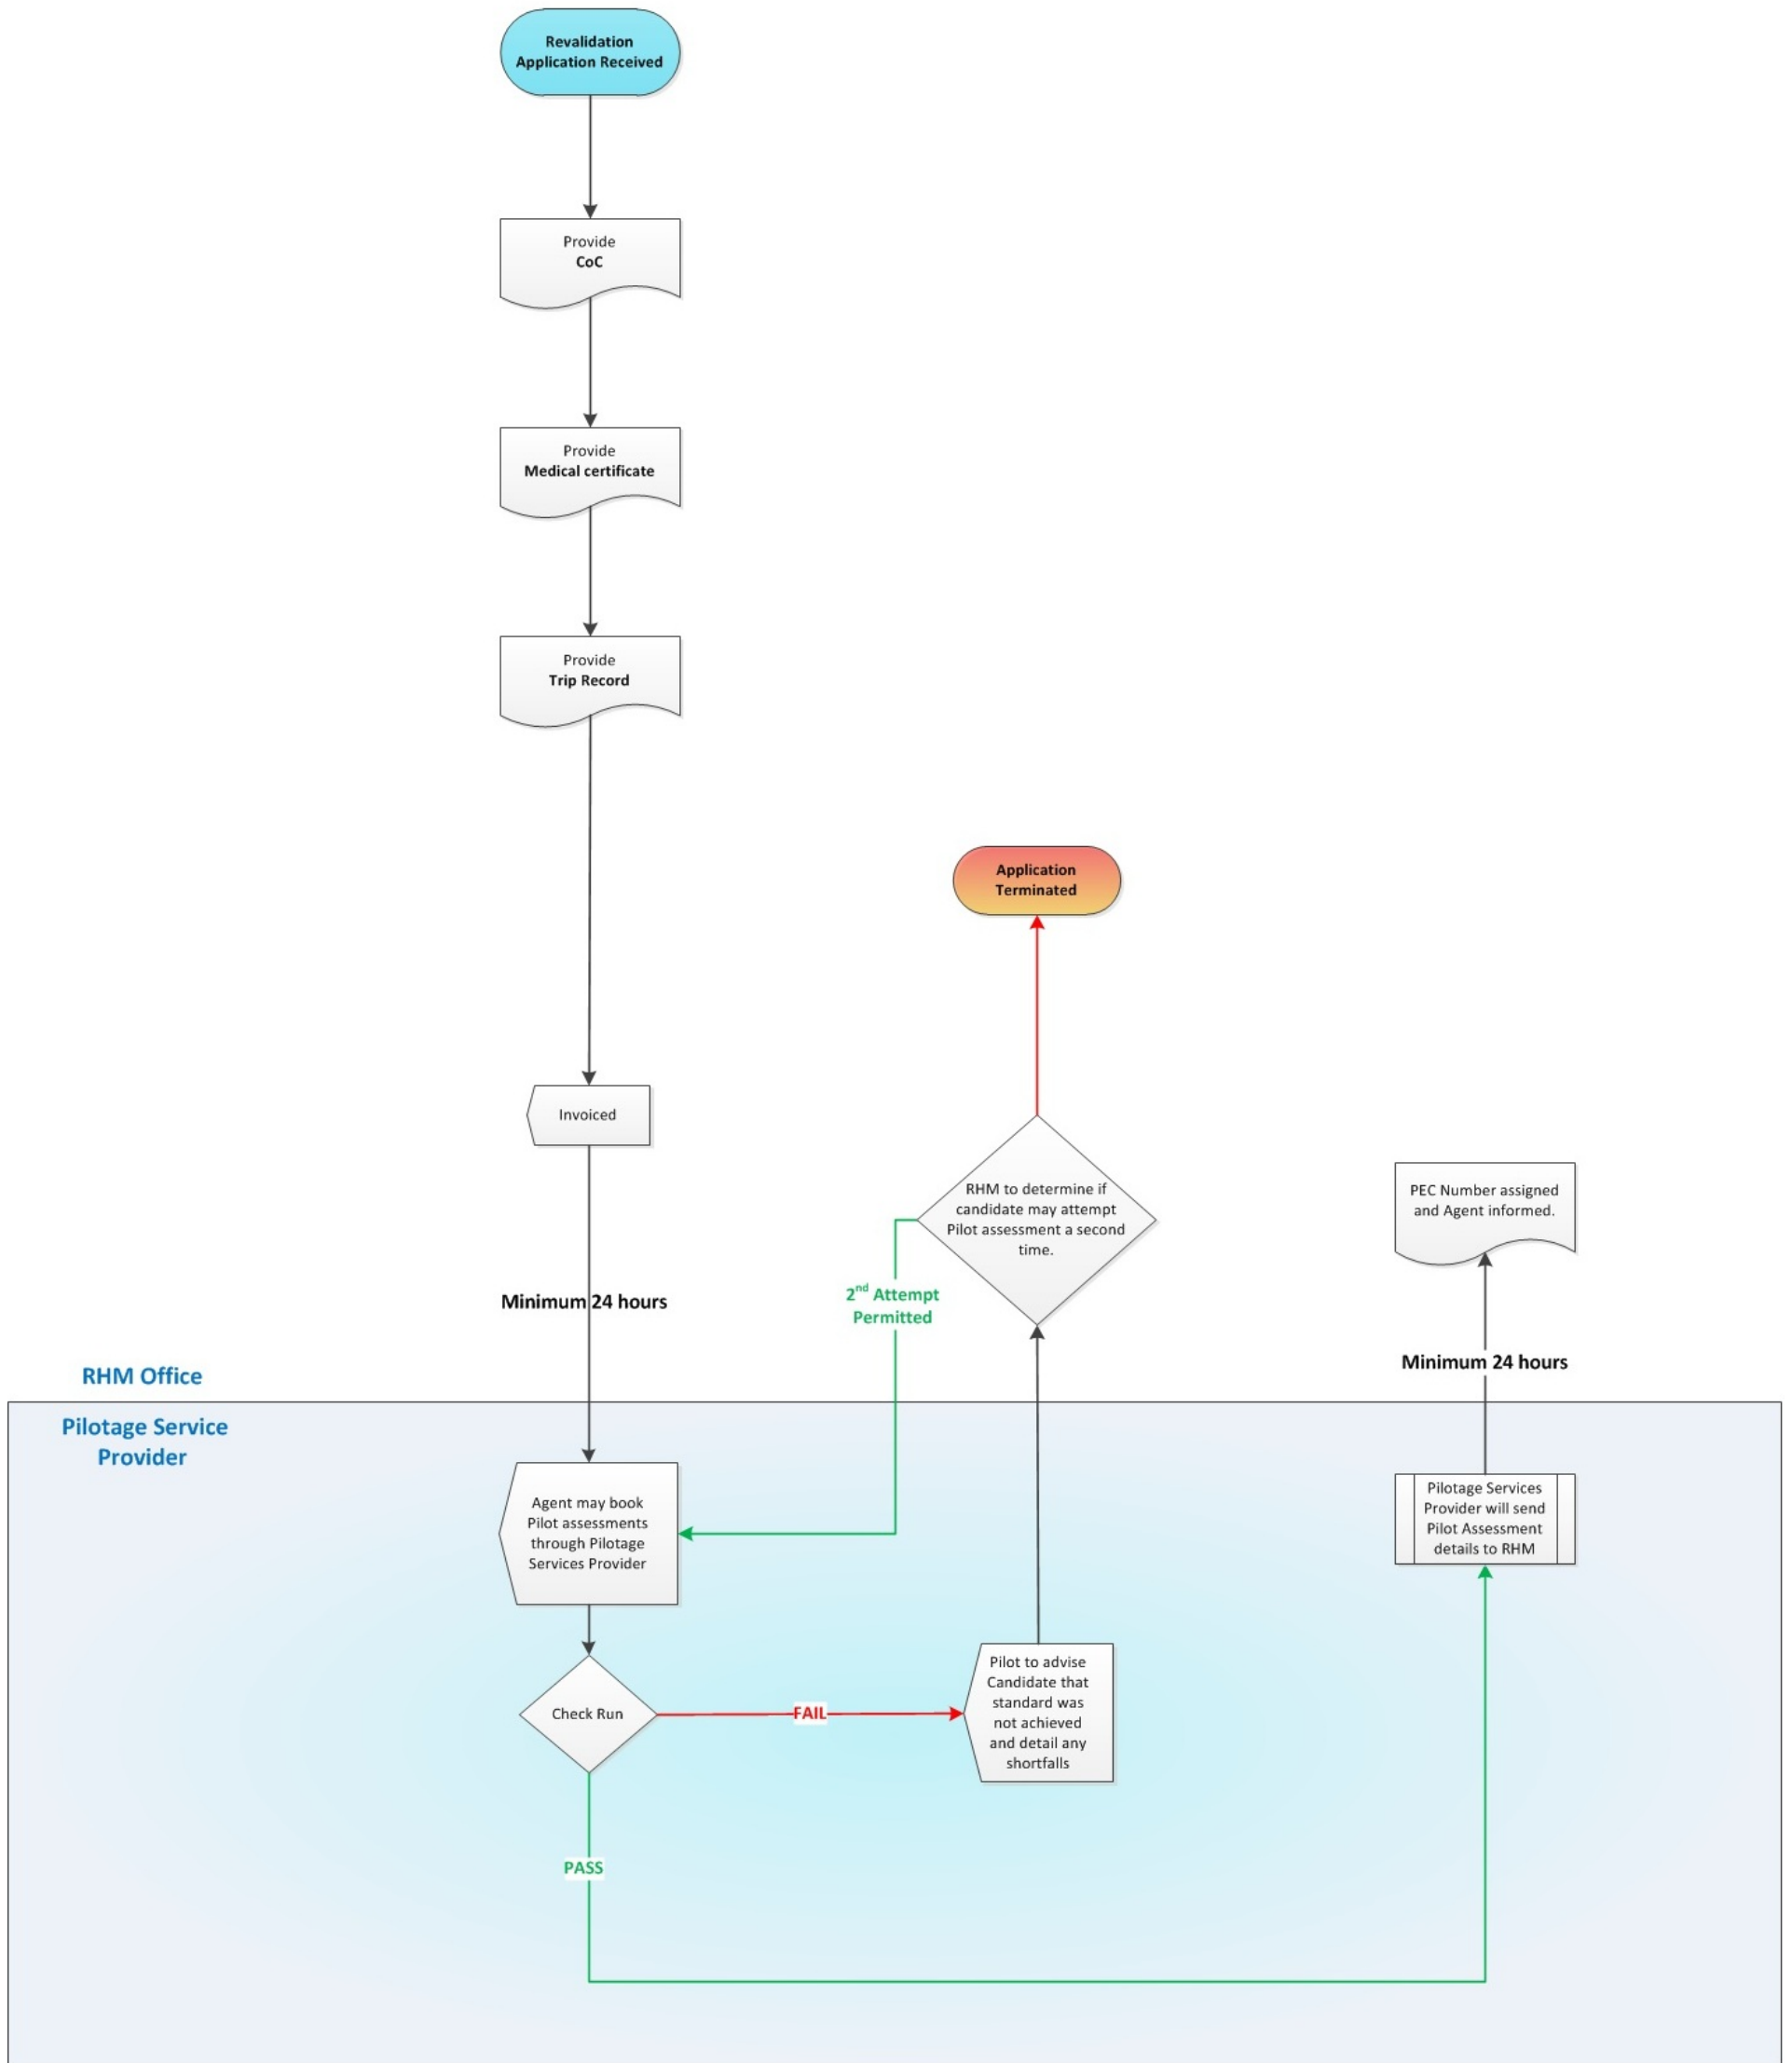 Revalidation
Application Received
Provide
CoC
Provide
Medical certificate
Provide
Trip Record
Application
Terminated
Invoiced
RHM to determine if
candidate may attempt
Pilot assessment a second
time.
PEC Number assigned
and Agent informed.
2nd Attempt
Permitted
Minimum 24 hours
Minimum 24 hours
RHM Office
Pilotage Service
Provider
Agent may book
Pilot assessments
through Pilotage
Services Provider
Pilotage Services
Provider will send
Pilot Assessment
details to RHM
Check Run
FAIL
Pilot to advise
Candidate that
standard was
not achieved
and detail any
shortfalls
PASS